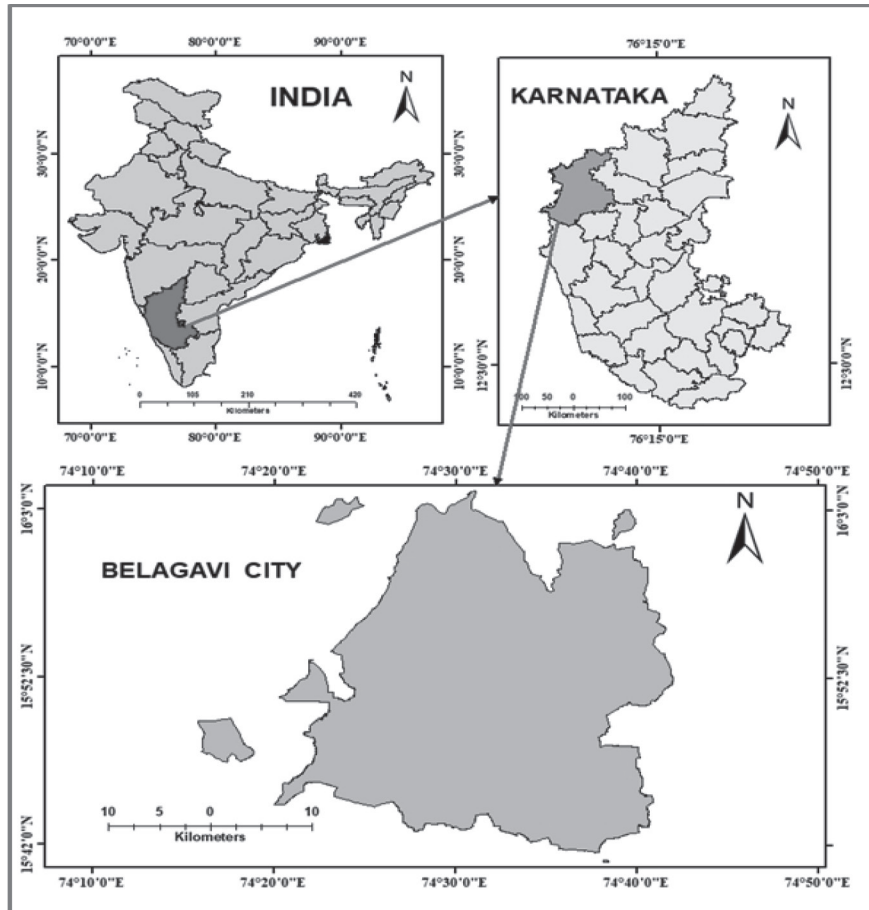 70°0'0"E 80°0'0"E 90°0'0"E
INDIA
N
30°0'0"N
20°0'0"N
10°0'0"N
30°0'0"N
20°0'0"N
10°0'0"N
0 105 210 420
Kilometers
70°0'0"E 80°0'0"E 90°0'0"E
76°15'0"E
KARNATAKA
N
12°30'0"N
12°30'0"N
100 50 0 100
Kilometers
76°15'0"E
74°10'0"E 74°20'0"E 74°30'0"E 74°40'0"E 74°50'0"E
16°3'0"N
15°52'30"N
15°42'0"N
BELAGAVI CITY
N
16°3'0"N
15°52'30"N
15°42'0"N
10 5 0 10
Kilometers
74°10'0"E 74°20'0"E 74°30'0"E 74°40'0"E 74°50'0"E